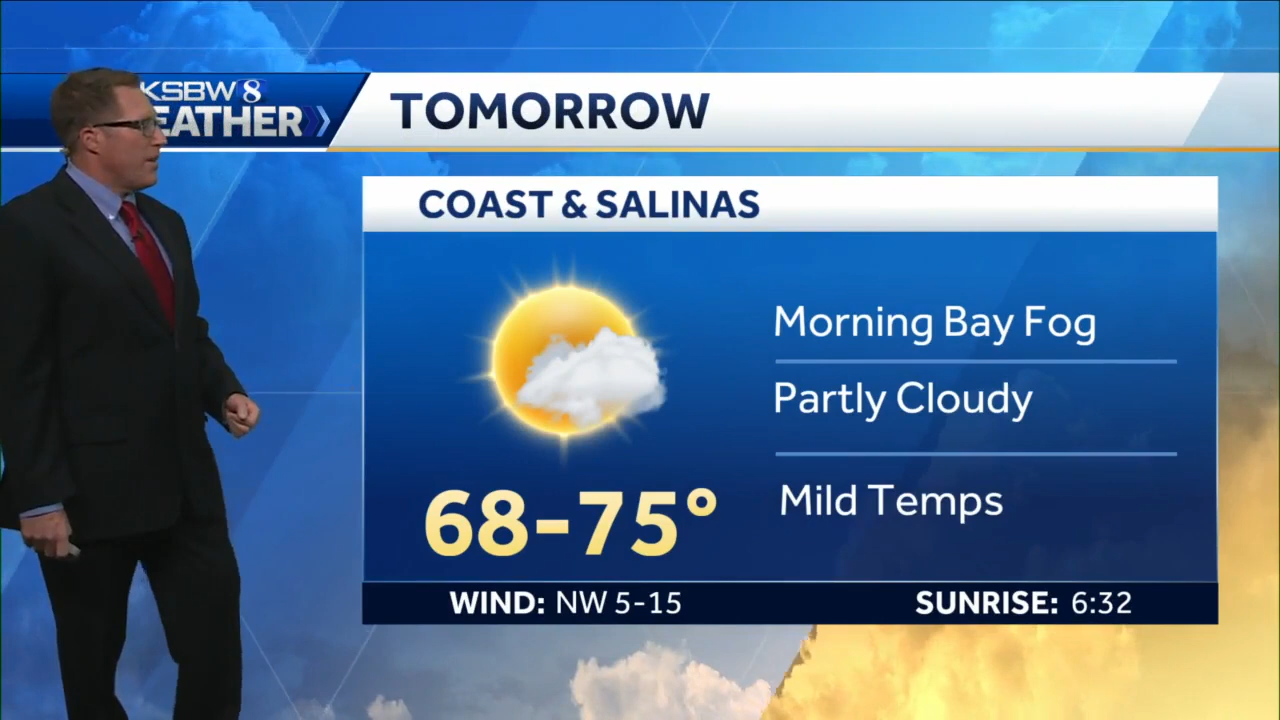 KSBW 8
EATHER
TOMORROW
COAST & SALINAS
Morning Bay Fog
Partly Cloudy
Mild Temps
68-75°
WIND: NW 5-15
SUNRISE: 6:32